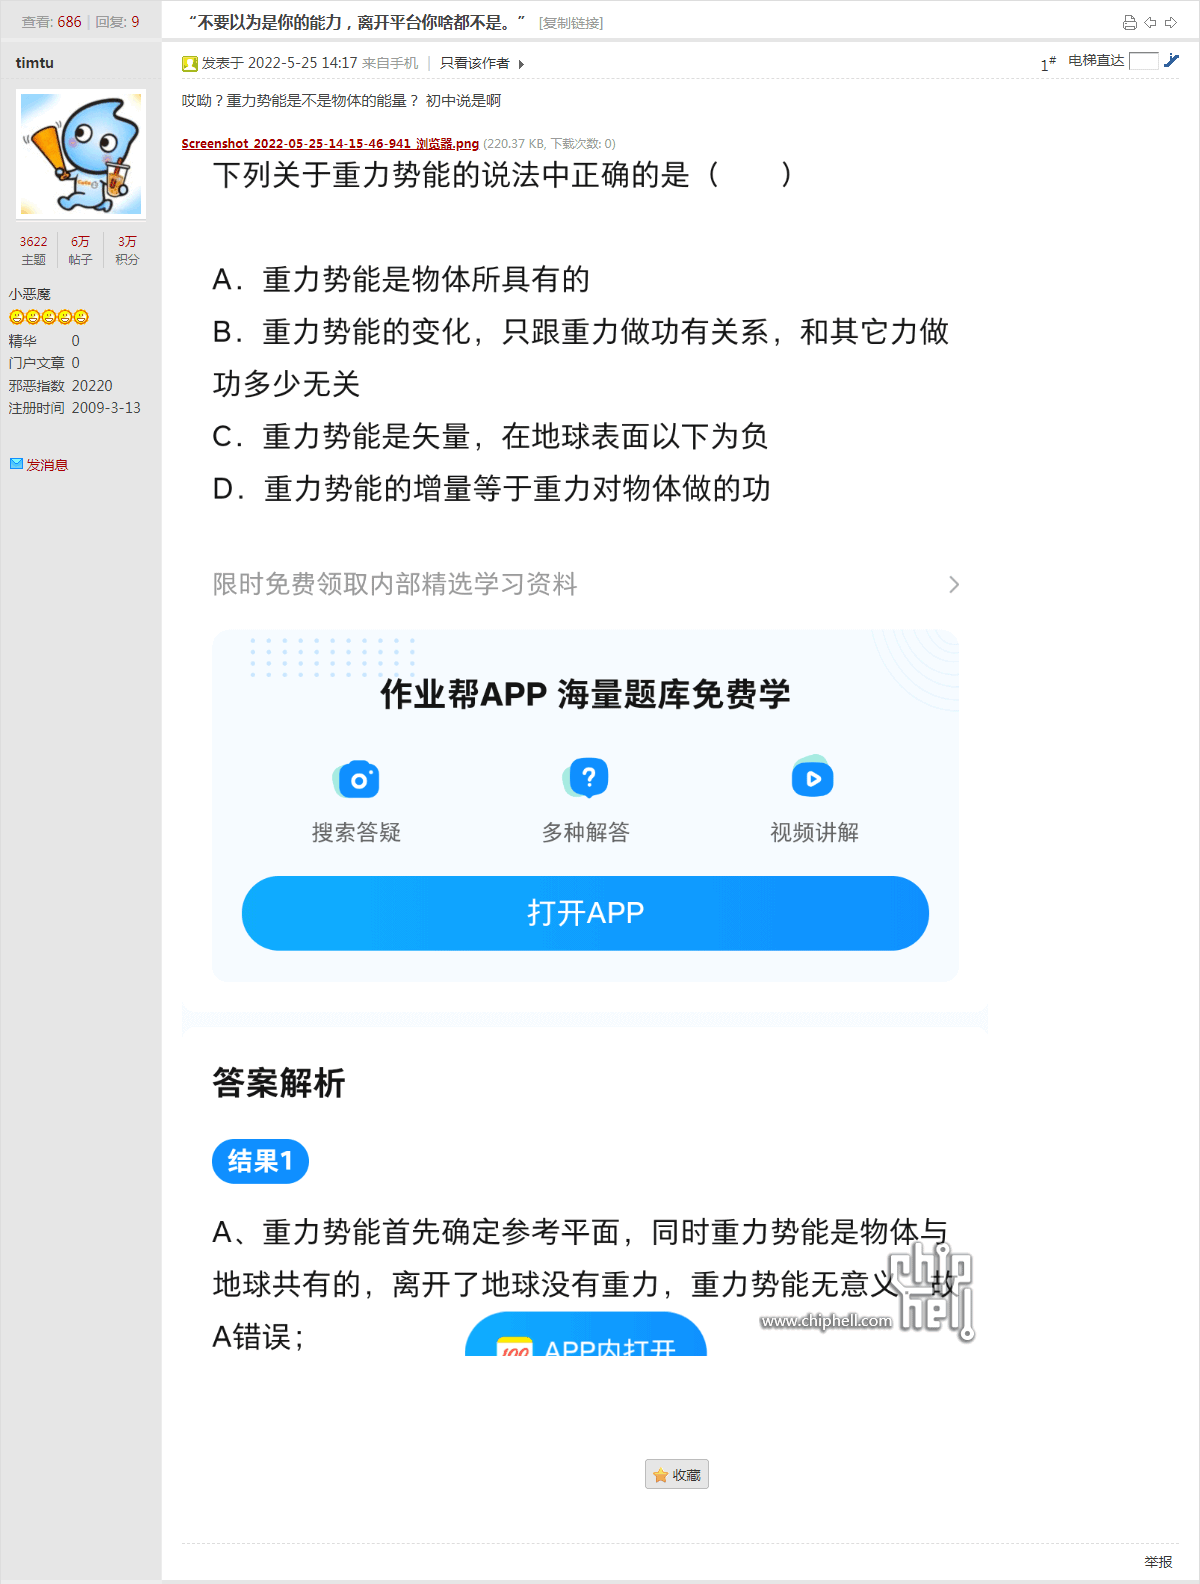 查看: 686 | 回复: 9
“不要以为是你的能力，离开平台你啥都不是。” [复制链接]
timtu
发表于 2022-5-25 14:17 来自手机 | 只看该作者
1# 电梯直达
哎呦？重力势能是不是物体的能量？ 初中说是啊
Screenshot_2022-05-25-14-15-46-941_浏览器.png (220.37 KB, 下载次数: 0)
3622 6万 3万
主题 帖子 积分
小恶魔
精华 0
门户文章 0
邪恶指数 20220
注册时间 2009-3-13
发消息
下列关于重力势能的说法中正确的是（ ）
A．重力势能是物体所具有的
B．重力势能的变化，只跟重力做功有关系，和其它力做
功多少无关
C．重力势能是矢量，在地球表面以下为负
D．重力势能的增量等于重力对物体做的功
限时免费领取内部精选学习资料
作业帮APP 海量题库免费学
搜索答疑 多种解答 视频讲解
打开APP
答案解析
结果1
A、重力势能首先确定参考平面，同时重力势能是物体与
地球共有的，离开了地球没有重力，重力势能无意义 故
A错误；
100 APP内打开
chip
hell
www.chiphell.com
收藏
举报